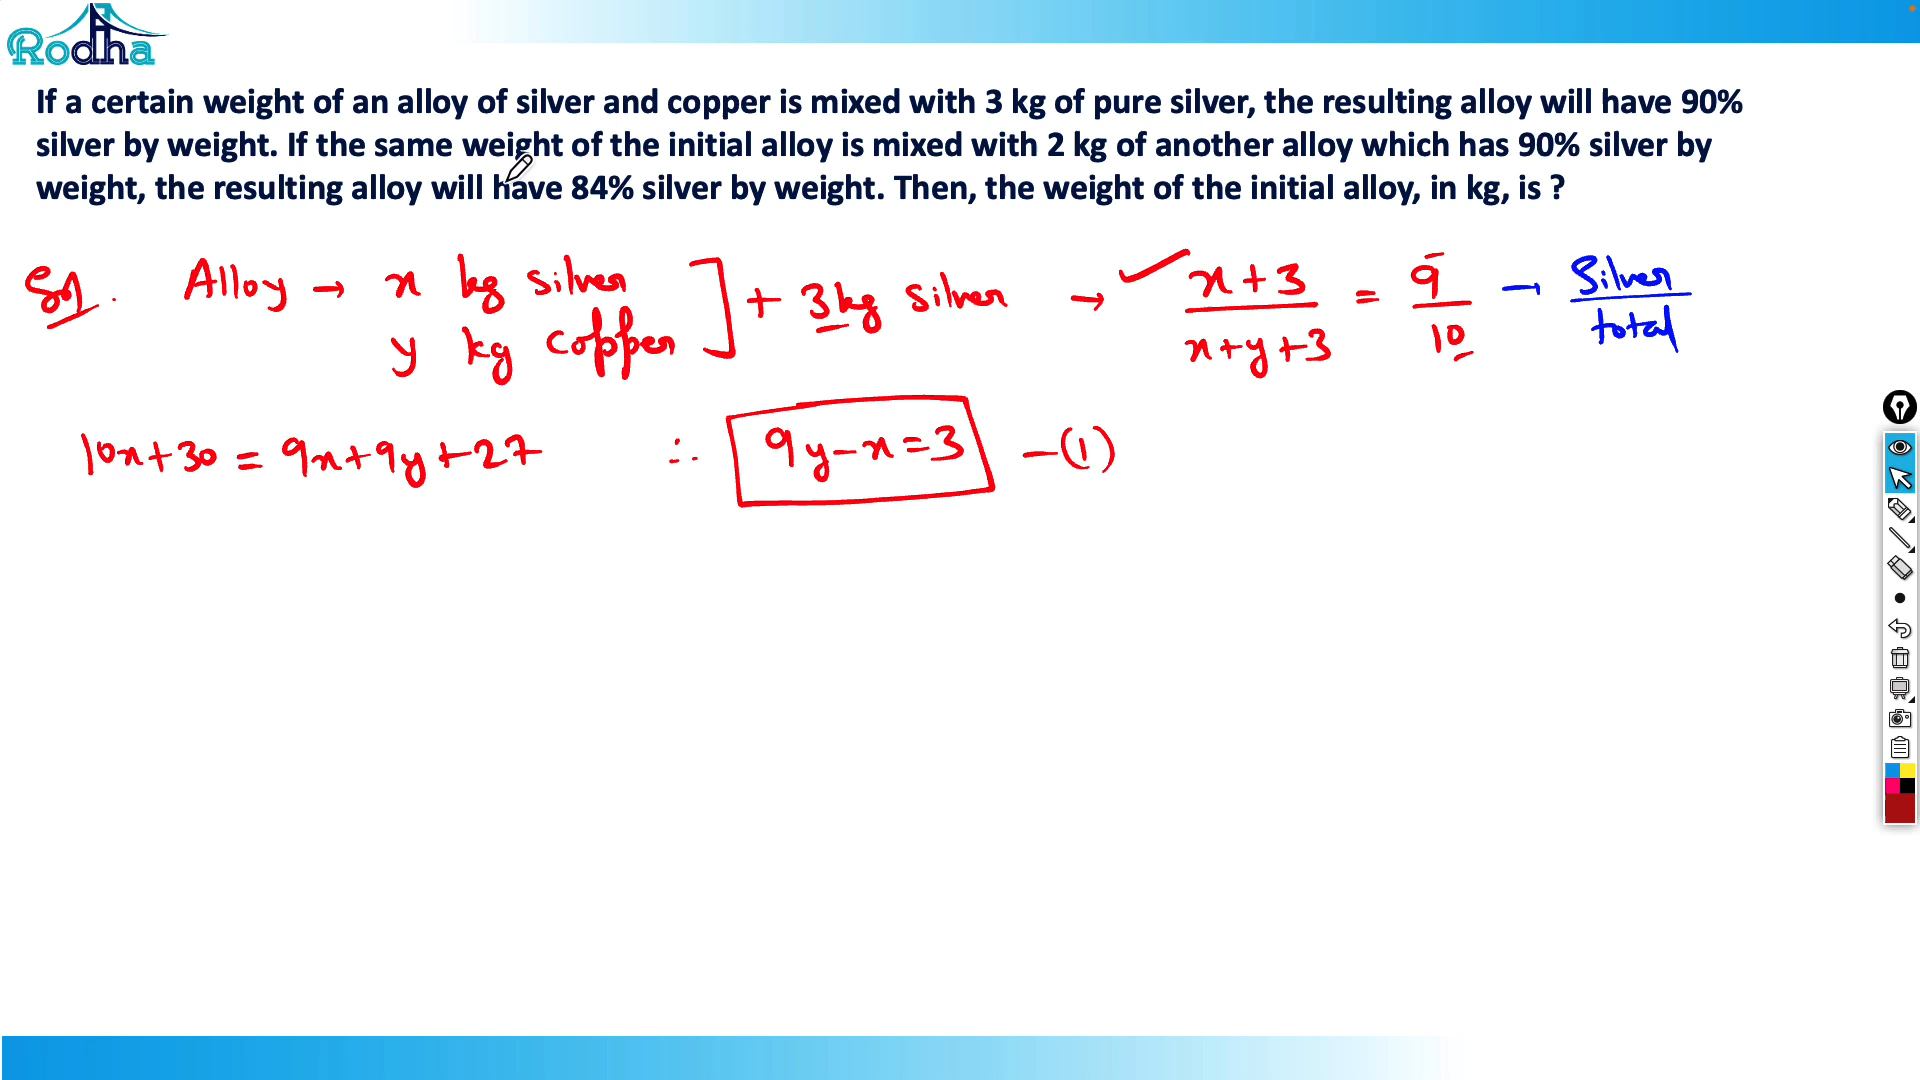 Rodha
If a certain weight of an alloy of silver and copper is mixed with 3 kg of pure silver, the resulting alloy will have 90%
silver by weight. If the same weight of the initial alloy is mixed with 2 kg of another alloy which has 90% silver by
weight, the resulting alloy will have 84% silver by weight. Then, the weight of the initial alloy, in kg, is ?
Sol. Alloy → x kg silver ] + 3kg silver → ✓ x+3 = 9 — Silver
y kg copper x+y+3 10 total
10x+30 = 9x+9y+27 ∴ 9y-x=3 —(1)